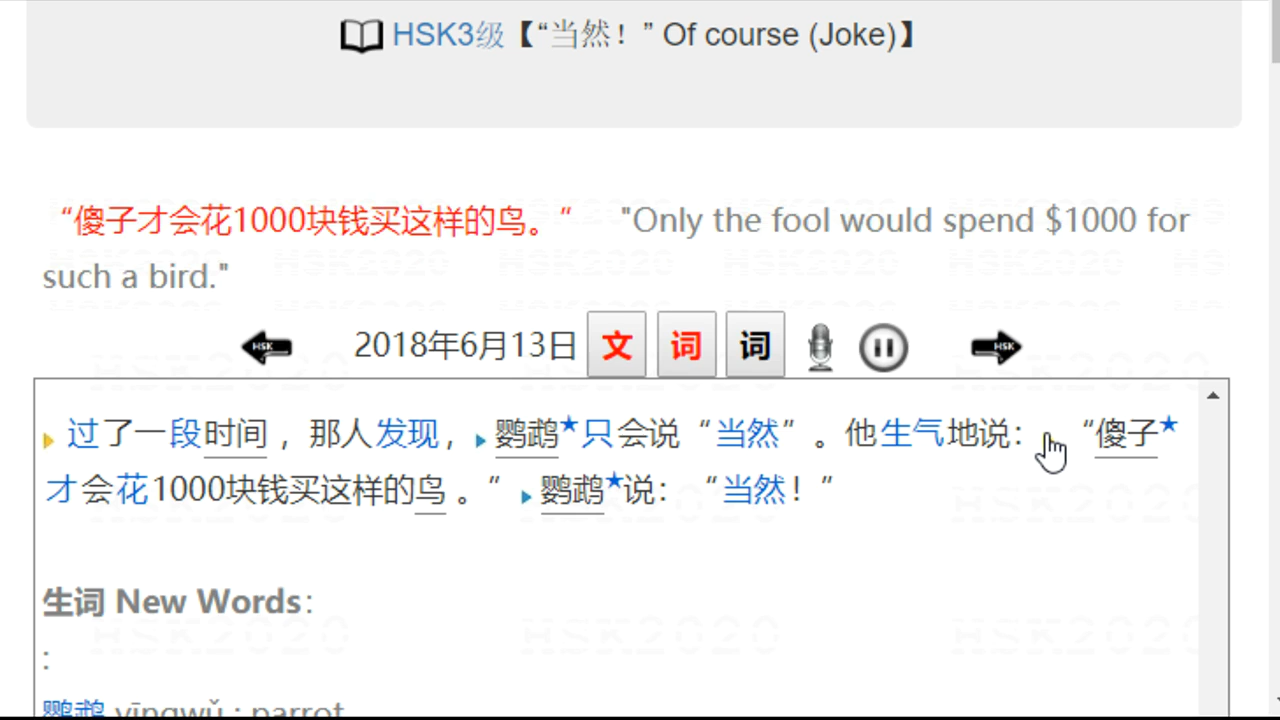 HSK3级【“当然！” Of course (Joke)】
“傻子才会花1000块钱买这样的鸟。” "Only the fool would spend $1000 for
such a bird."
HSK 2018年6月13日 文 词 词 HSK
过了一段时间，那人发现，鹦鹉★只会说“当然”。他生气地说：“傻子★
才会花1000块钱买这样的鸟。” 鹦鹉★说：“当然！”
生词 New Words：
:
鹦鹉 yīngwǔ : parrot
HSK2020